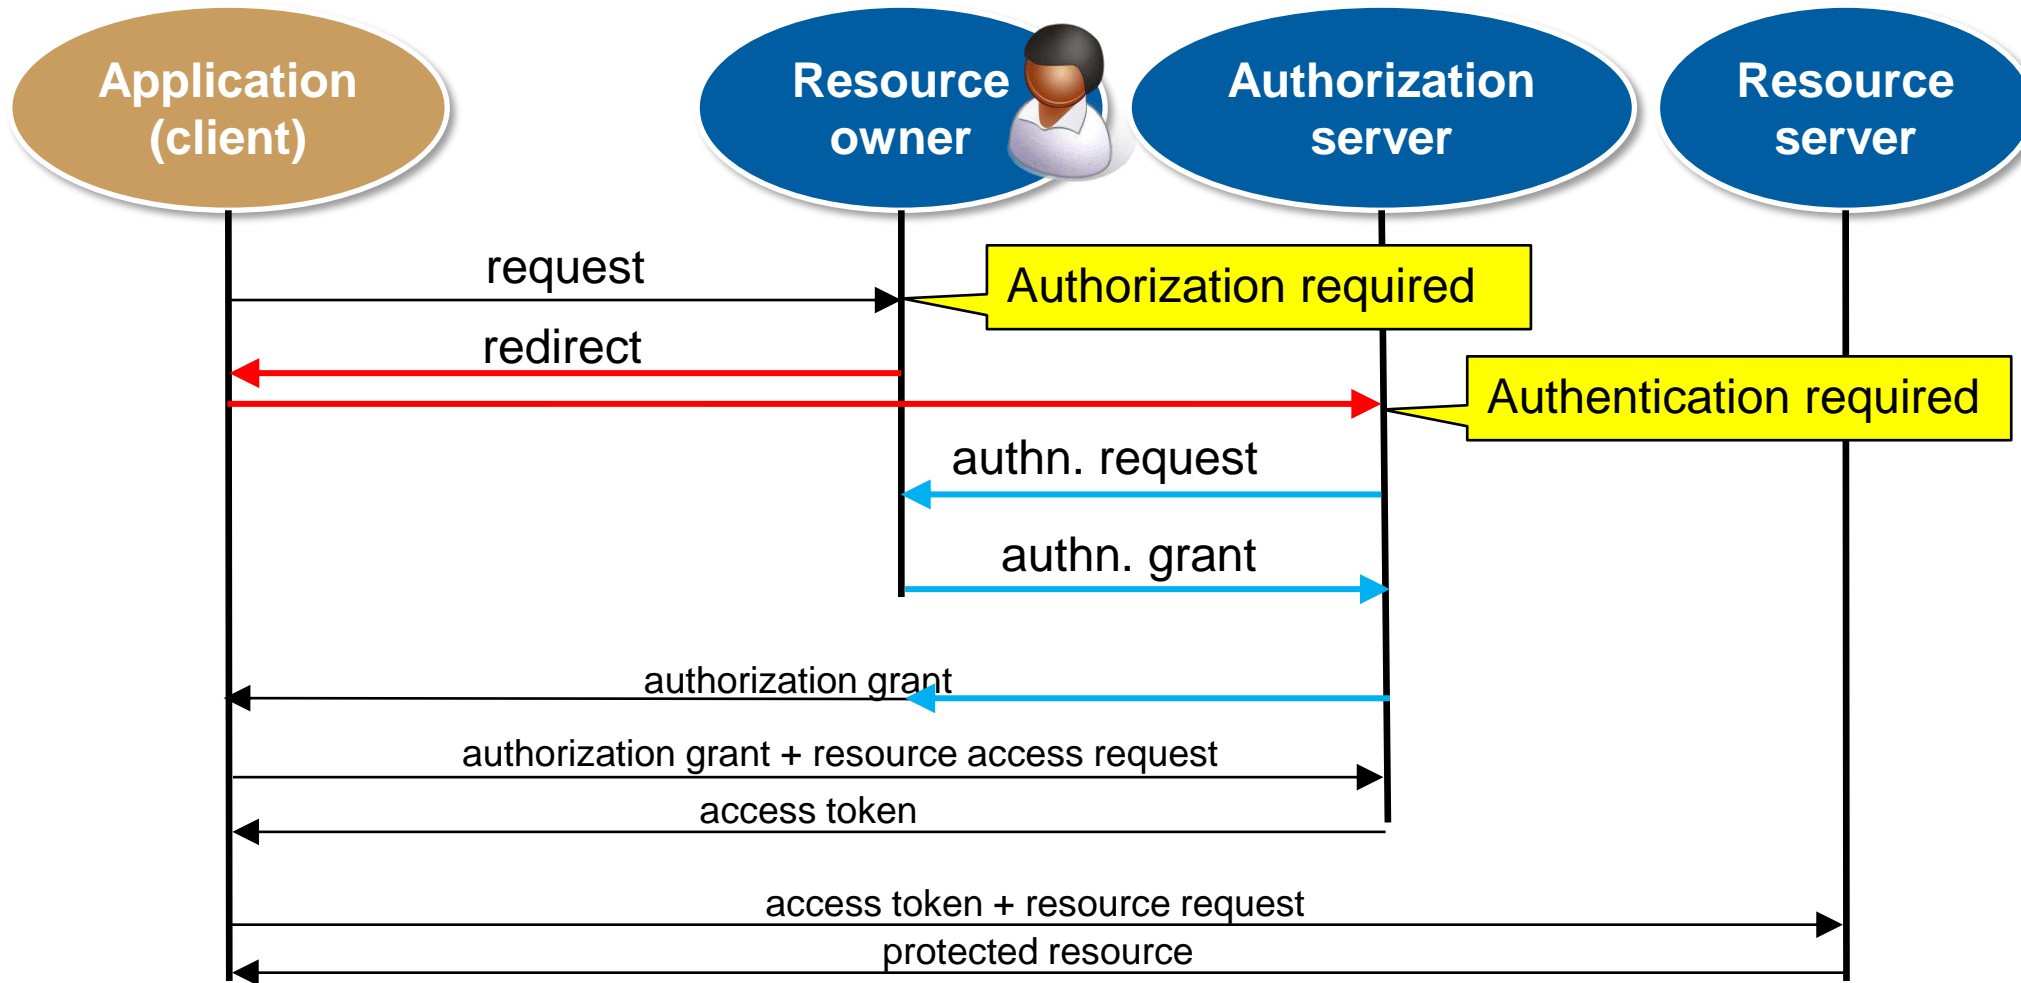 Application
(client)
Resource
owner
Authorization
server
Resource
server
request
Authorization required
redirect
Authentication required
authn. request
authn. grant
authorization grant
authorization grant + resource access request
access token
access token + resource request
protected resource